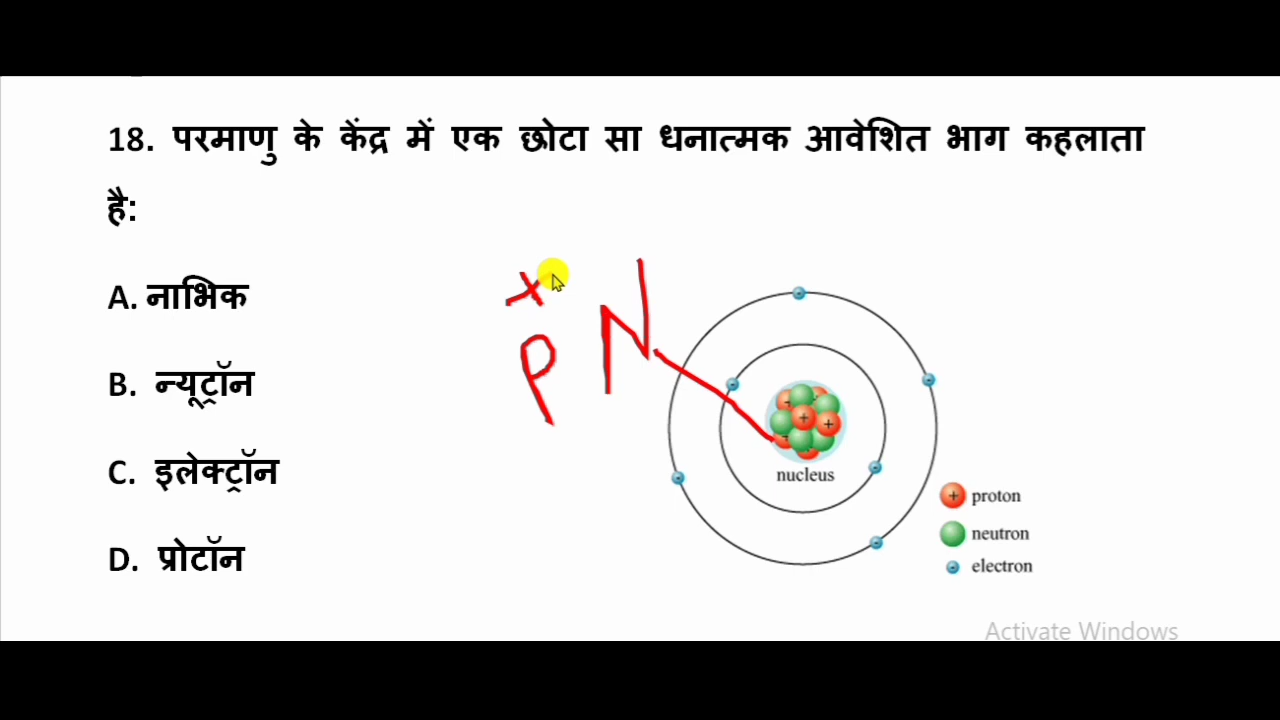 18. परमाणु के केंद्र में एक छोटा सा धनात्मक आवेशित भाग कहलाता
है:
A. नाभिक
B. न्यूट्रॉन
C. इलेक्ट्रॉन
D. प्रोटॉन
+
P N
+ +
nucleus
+ proton
neutron
- electron
Activate Windows